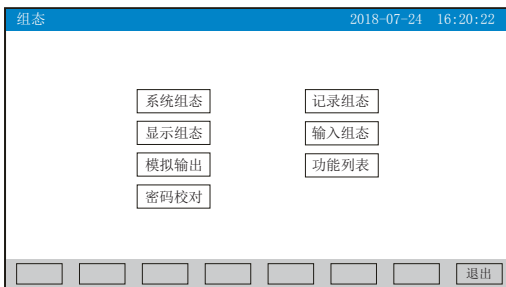 组态 2018-07-24 16:20:22
系统组态 记录组态
显示组态 输入组态
模拟输出 功能列表
密码校对
退出